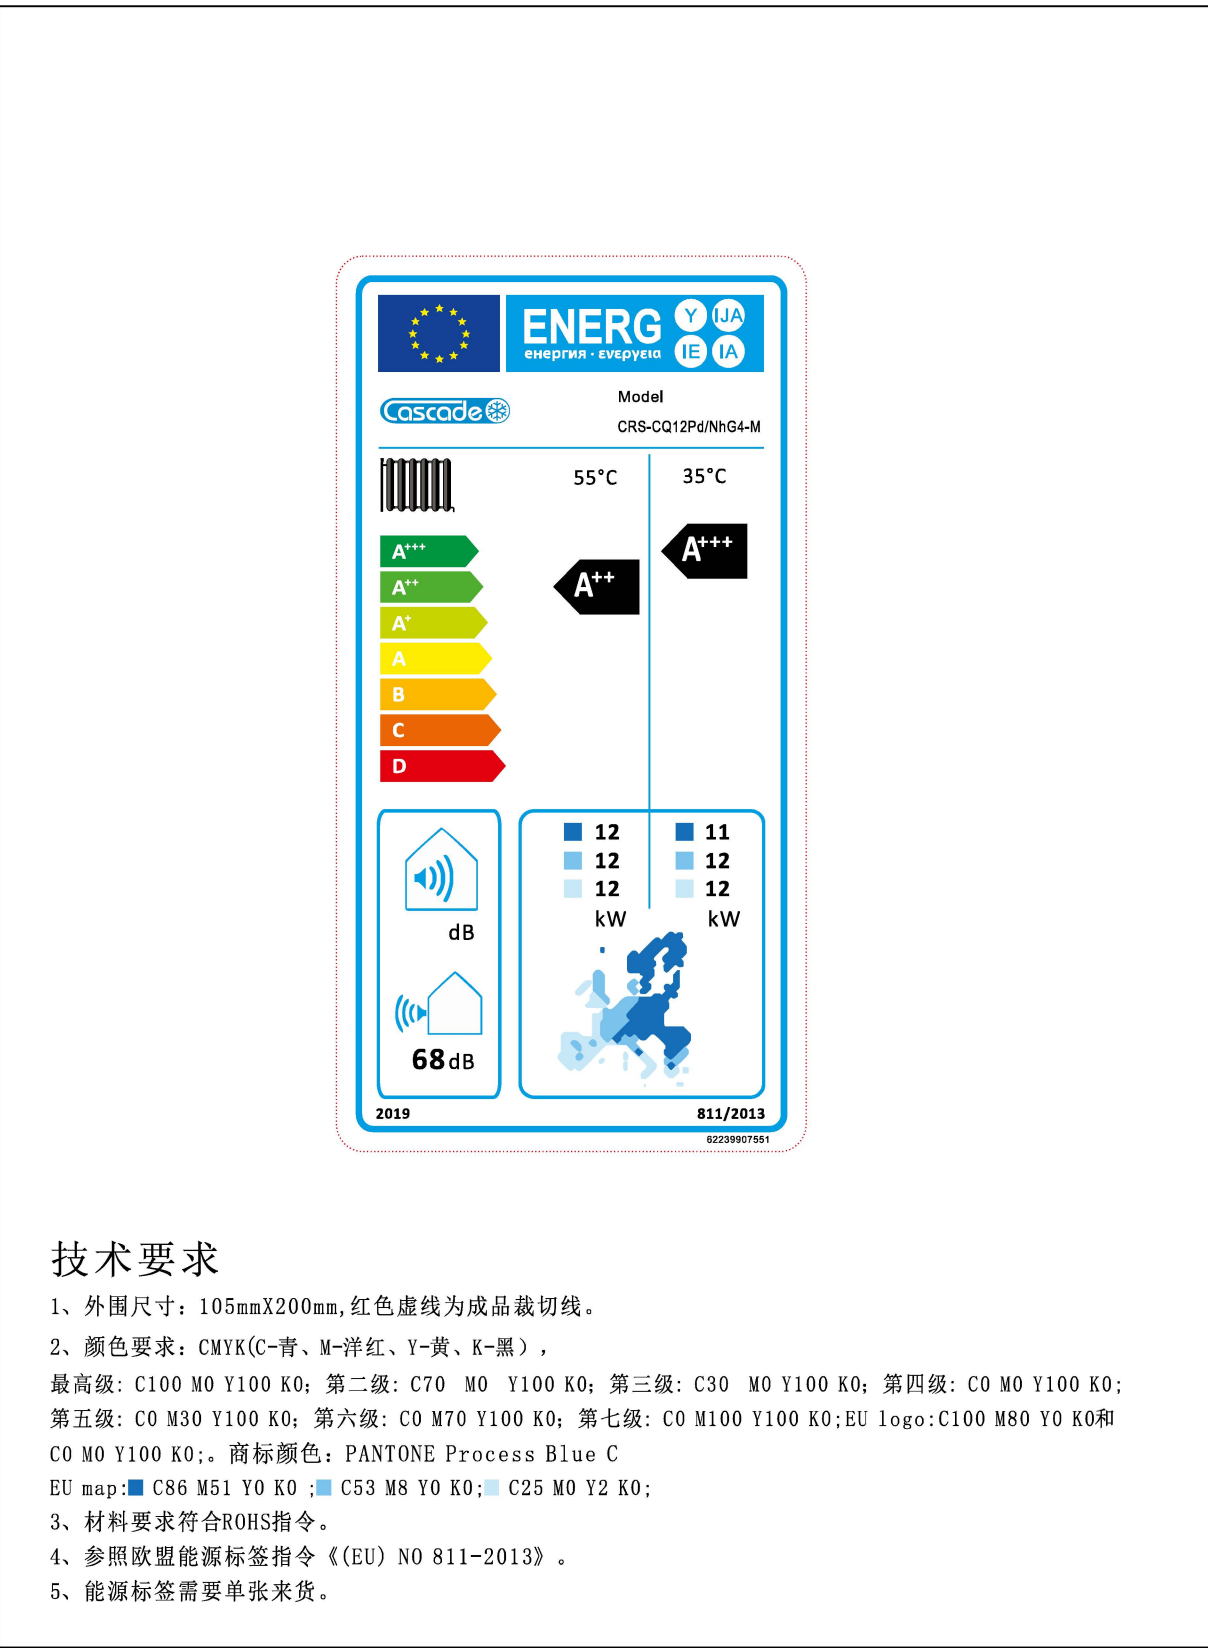 ENERG
енергия · ενεργεια
Y IJA
IE IA
Cascade
Model
CRS-CQ12Pd/NhG4-M
55°C 35°C
A+++
A++
A+
A
B
C
D
A++
A+++
12 11
12 12
12 12
kW kW
dB
68 dB
2019 811/2013
62239907551
技术要求
1、外围尺寸：105mmX200mm,红色虚线为成品裁切线。
2、颜色要求：CMYK(C-青、M-洋红、Y-黄、K-黑），
最高级: C100 M0 Y100 K0; 第二级: C70 M0 Y100 K0; 第三级: C30 M0 Y100 K0; 第四级: C0 M0 Y100 K0;
第五级: C0 M30 Y100 K0; 第六级: C0 M70 Y100 K0; 第七级: C0 M100 Y100 K0;EU logo:C100 M80 Y0 K0和
C0 M0 Y100 K0;。商标颜色：PANTONE Process Blue C
EU map: C86 M51 Y0 K0 ; C53 M8 Y0 K0; C25 M0 Y2 K0;
3、材料要求符合ROHS指令。
4、参照欧盟能源标签指令《(EU) NO 811-2013》。
5、能源标签需要单张来货。